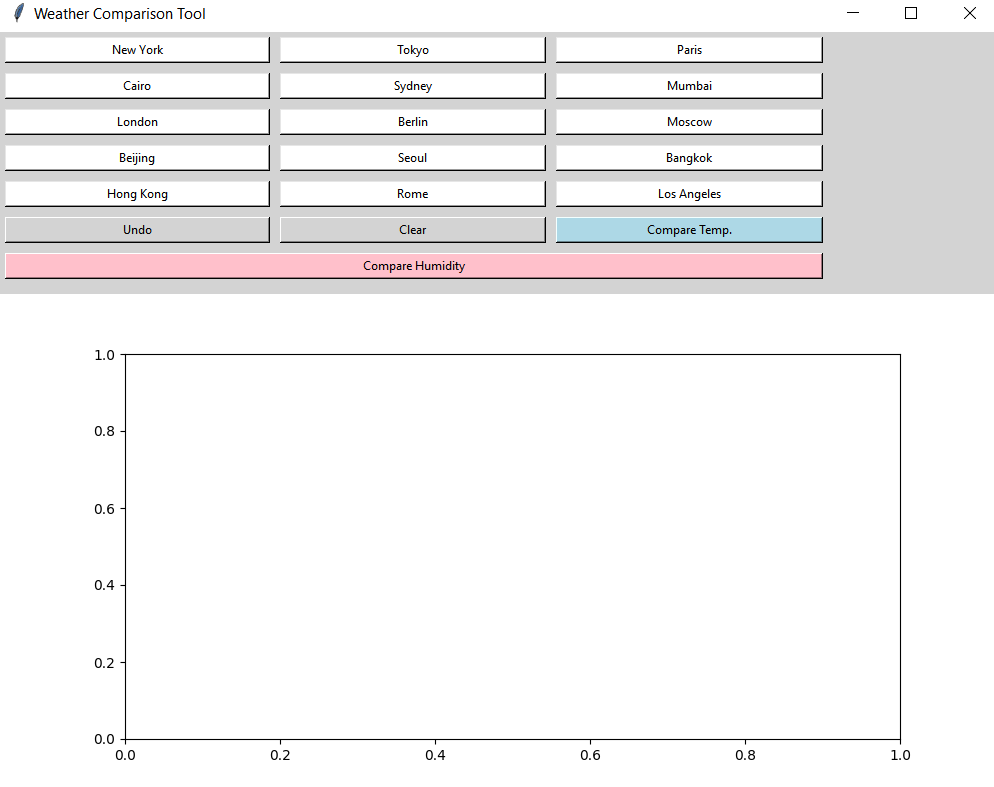 Weather Comparison Tool
New York Tokyo Paris
Cairo Sydney Mumbai
London Berlin Moscow
Beijing Seoul Bangkok
Hong Kong Rome Los Angeles
Undo Clear Compare Temp.
Compare Humidity
1.0
0.8
0.6
0.4
0.2
0.0
0.0 0.2 0.4 0.6 0.8 1.0